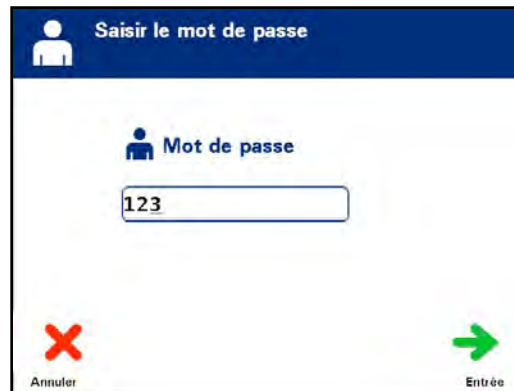 Saisir le mot de passe
Mot de passe
123
Annuler
Entrée